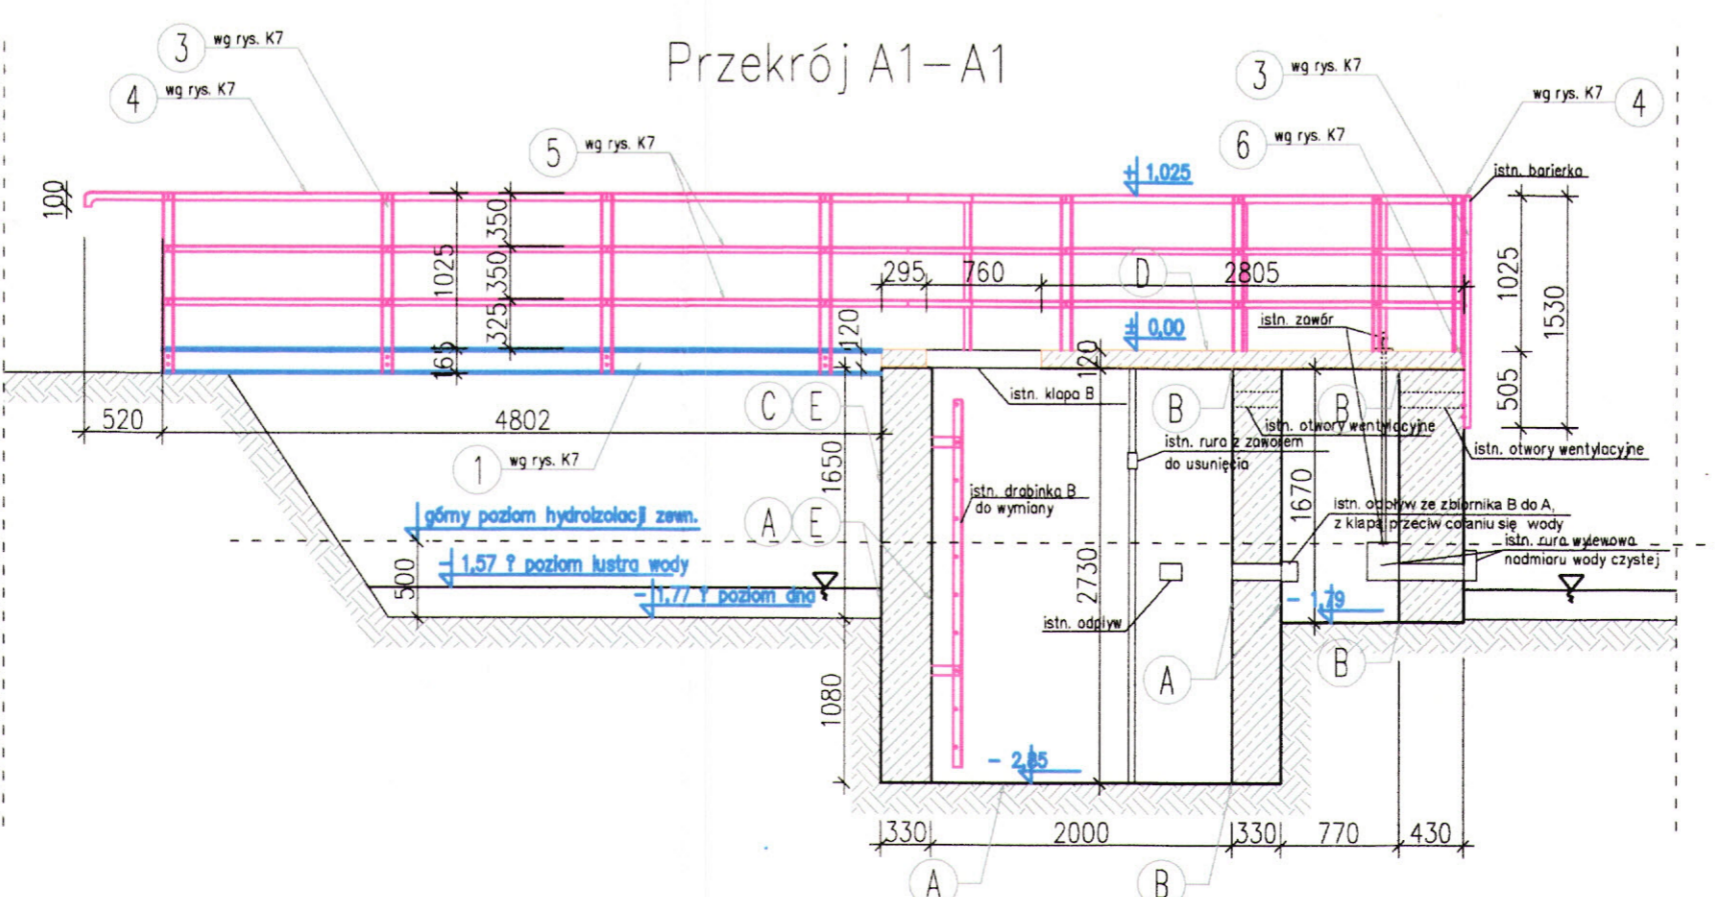 Przekrój A1-A1
3 wg rys. K7
4 wg rys. K7
5 wg rys. K7
3 wg rys. K7
wg rys. K7 4
6 wg rys. K7
istn. barierka
± 1,025
100
350
1025
350
325
165
120
295
760
D
2805
1025
1530
± 0,00
istn. zawór
120
505
istn. klapa B
C E
B
B
istn. otwory wentylacyjne
istn. otwory wentylacyjne
520
4802
1 wg rys. K7
1650
istn. rura z zaworem
do usunięcia
istn. drabinka B
do wymiany
1670
istn. odpływ ze zbiornika B do A,
z klapą przeciw cofaniu się wody
istn. rura wylewowa
nadmiaru wody czystej
górny poziom hydroizolacji zewn.
A E
- 1,57 ? poziom lustra wody
500
- 1,77 ? poziom dna
2730
- 1,79
istn. odpływ
1080
A
B
- 2,85
330
2000
330
770
430
A
B